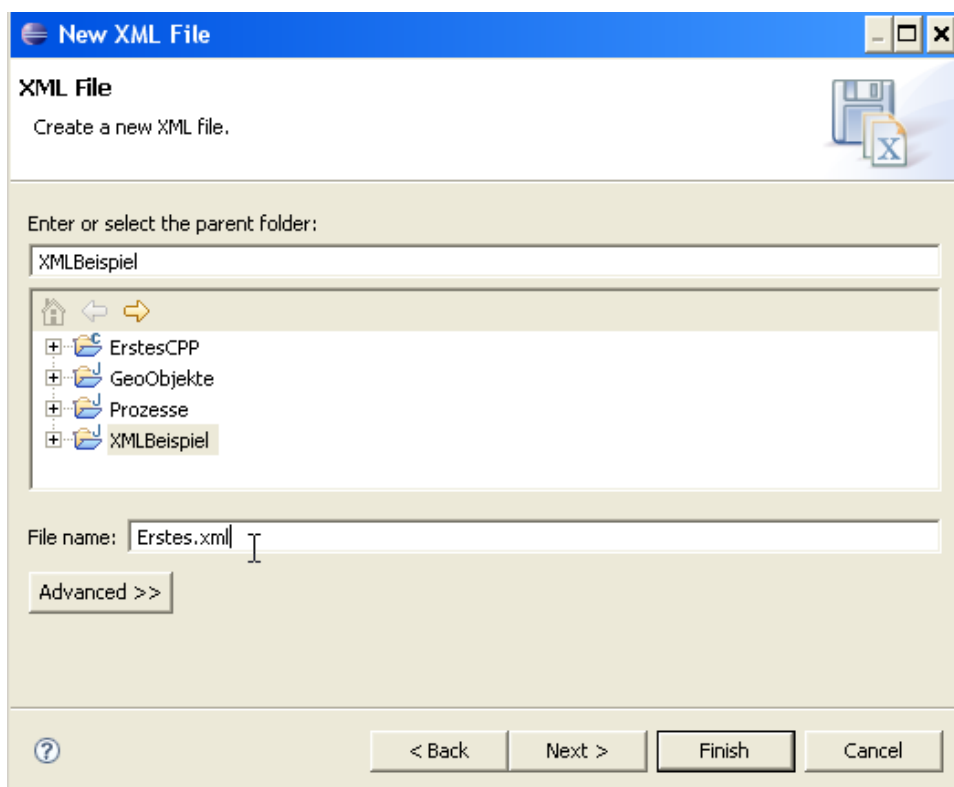 New XML File
XML File
Create a new XML file.
X
Enter or select the parent folder:
XMLBeispiel
C
ErstesCPP
J
GeoObjekte
J
Prozesse
J
XMLBeispiel
File name: Erstes.xml
Advanced >>
? < Back Next > Finish Cancel